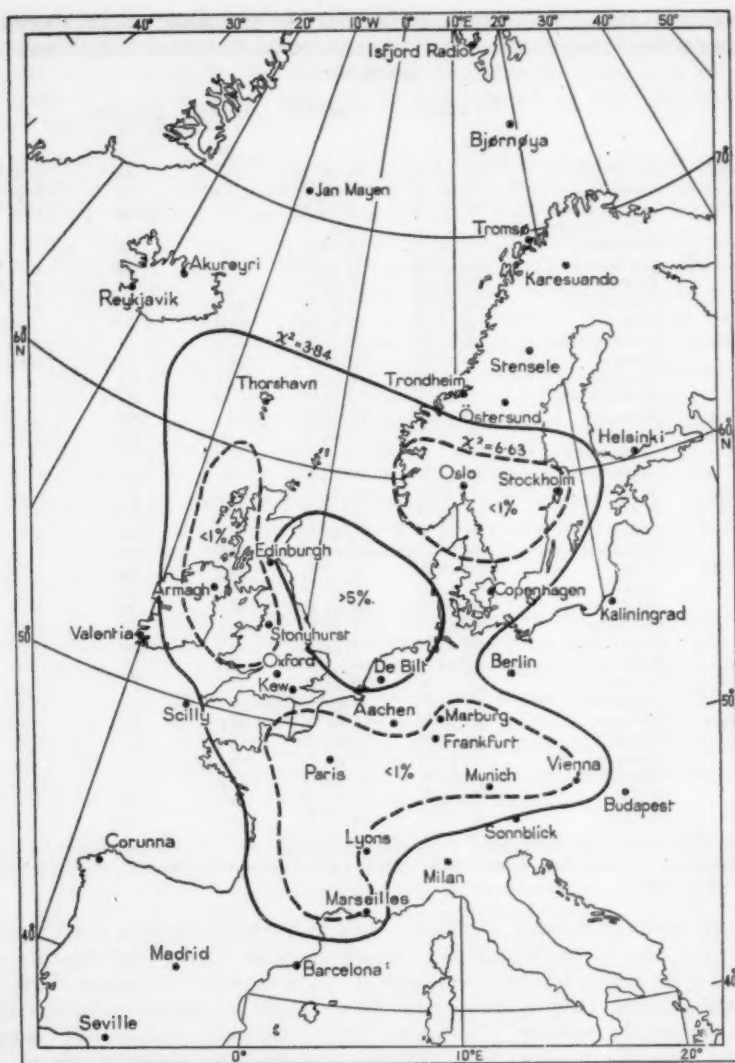 40° 30° 20° 10°W 0° 10°E 20° 30° 40° 50°
Isfjord Radio
Bjørnøya
70°
Jan Mayen
Tromsø
Akureyri
Karesuando
Reykjavik
60°
N
χ²=3·84
Stensele
Thorshavn
Trondheim
Östersund
60°
N
Helsinki
χ²=6·63
Oslo
Stockholm
<1%
<1%
Edinburgh
>5%
Armagh
Copenhagen
Kaliningrad
Valentia
50°
Stonyhurst
Oxford
De Bilt
Berlin
Kew
50°
Scilly
Aachen
Marburg
Frankfurt
Paris
<1%
Munich
Vienna
Budapest
Lyons
Sonnblick
Corunna
Milan
Marseilles
40°
Madrid
Barcelona
40°
Seville
0° 10°E 20°